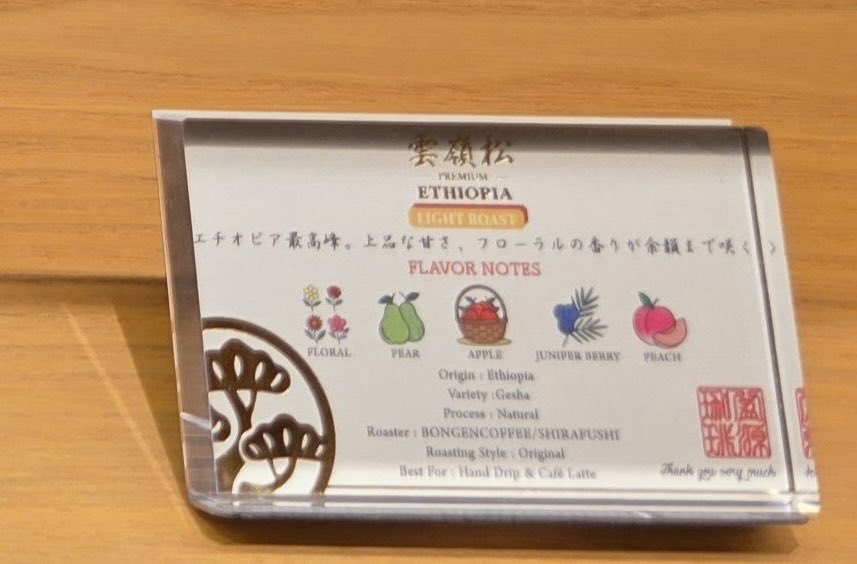 雲嶺松
PREMIUM
ETHIOPIA
LIGHT ROAST
エチオピア最高峰。上品な甘さ、フローラルの香りが余韻まで咲く
FLAVOR NOTES
FLORAL PEAR APPLE JUNIPER BERRY PEACH
Origin : Ethiopia
Variety :Gesha
Process : Natural
Roaster : BONGENCOFFEE/SHIRAFUSHI
Roasting Style : Original
Best For : Hand Drip & Café Latte
Thank you very much